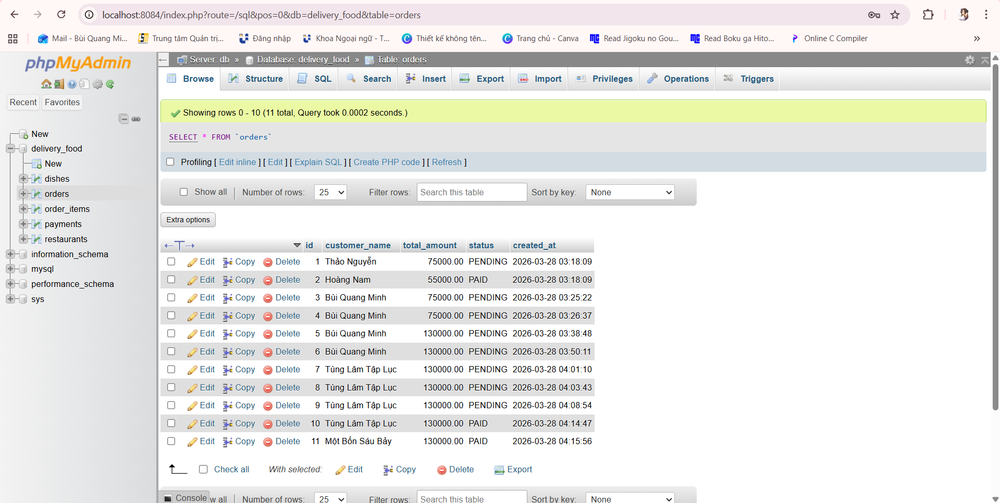 localhost:8084/index.php?route=/sql&pos=0&db=delivery_food&table=orders
Mail - Bùi Quang Mi... Trung tâm Quản trị... Đăng nhập Khoa Ngoại ngữ - T... Thiết kế không tên... Trang chủ - Canva Read Jigoku no Gou... Read Boku ga Hito... Online C Compiler »
phpMyAdmin
Recent Favorites
New
delivery_food
New
dishes
orders
order_items
payments
restaurants
information_schema
mysql
performance_schema
sys
Server: db » Database: delivery_food » Table: orders
Browse Structure SQL Search Insert Export Import Privileges Operations Triggers
Showing rows 0 - 10 (11 total, Query took 0.0002 seconds.)
SELECT * FROM `orders`
Profiling [ Edit inline ] [ Edit ] [ Explain SQL ] [ Create PHP code ] [ Refresh ]
Show all Number of rows: 25 Filter rows: Search this table Sort by key: None
Extra options
id customer_name total_amount status created_at
Edit Copy Delete 1 Thảo Nguyễn 75000.00 PENDING 2026-03-28 03:18:09
Edit Copy Delete 2 Hoàng Nam 55000.00 PAID 2026-03-28 03:18:09
Edit Copy Delete 3 Bùi Quang Minh 75000.00 PENDING 2026-03-28 03:25:22
Edit Copy Delete 4 Bùi Quang Minh 75000.00 PENDING 2026-03-28 03:26:37
Edit Copy Delete 5 Bùi Quang Minh 130000.00 PENDING 2026-03-28 03:38:48
Edit Copy Delete 6 Bùi Quang Minh 130000.00 PENDING 2026-03-28 03:50:11
Edit Copy Delete 7 Tùng Lâm Tập Lục 130000.00 PENDING 2026-03-28 04:01:10
Edit Copy Delete 8 Tùng Lâm Tập Lục 130000.00 PENDING 2026-03-28 04:03:43
Edit Copy Delete 9 Tùng Lâm Tập Lục 130000.00 PENDING 2026-03-28 04:08:54
Edit Copy Delete 10 Tùng Lâm Tập Lục 130000.00 PAID 2026-03-28 04:14:47
Edit Copy Delete 11 Một Bốn Sáu Bảy 130000.00 PAID 2026-03-28 04:15:56
Check all With selected: Edit Copy Delete Export
Console w all Number of rows: 25 Filter rows: Search this table Sort by key: None